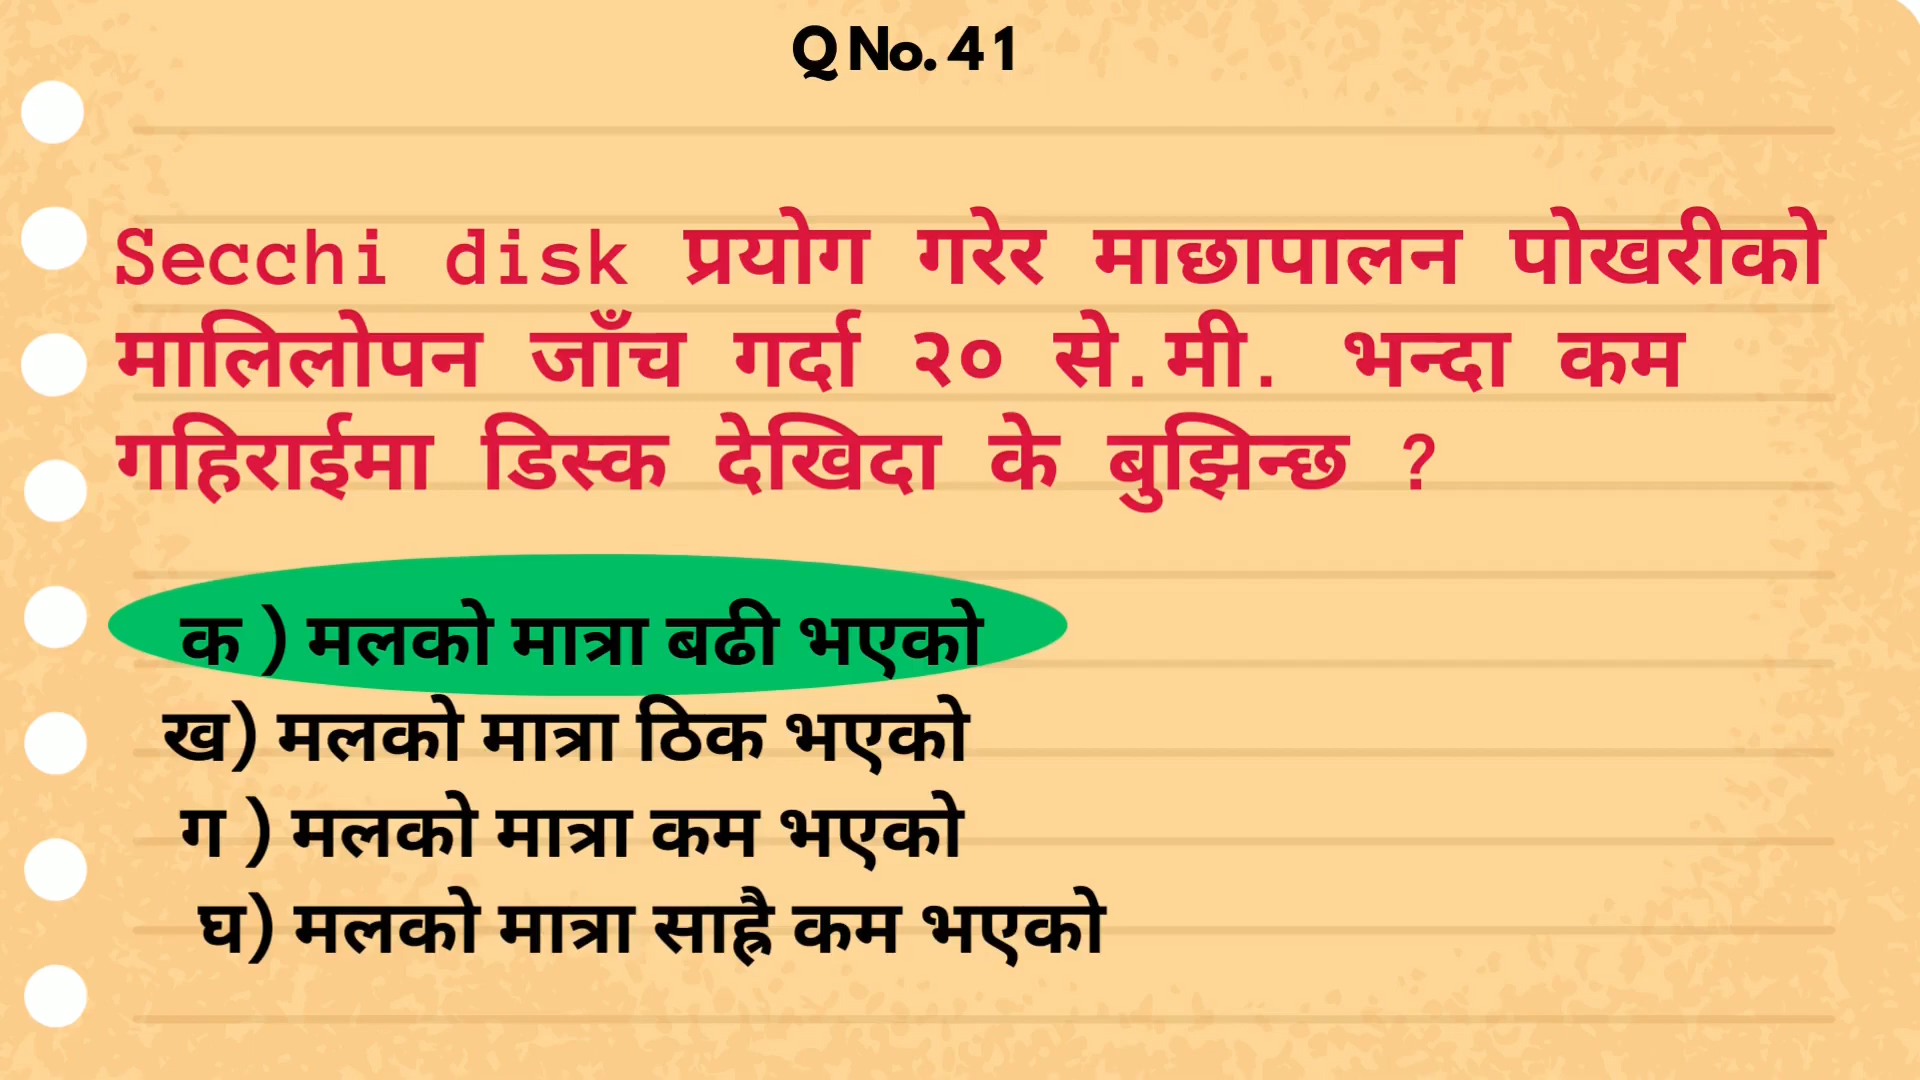 Q No. 41
Secchi disk प्रयोग गरेर माछापालन पोखरीको
मालिलोपन जाँच गर्दा २० से.मी. भन्दा कम
गहिराईमा डिस्क देखिदा के बुझिन्छ ?
क ) मलको मात्रा बढी भएको
ख) मलको मात्रा ठिक भएको
ग ) मलको मात्रा कम भएको
घ) मलको मात्रा साह्रै कम भएको